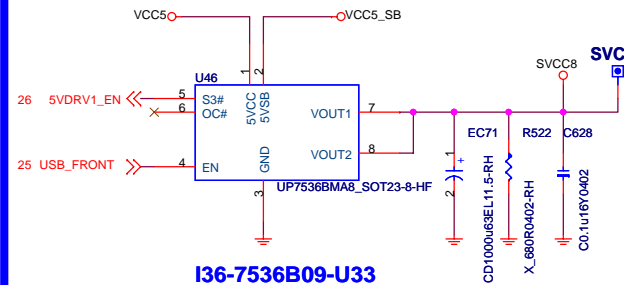 VCC5
VCC5_SB
SVCC8
SVC
U46
1
2
26 5VDRV1_EN
5
S3#
6
OC#
5VCC
5VSB
VOUT1
7
EC71
R522
C628
25 USB_FRONT
4
EN
GND
VOUT2
8
1
+
2
3
UP7536BMA8_SOT23-8-HF
CD1000u63EL11.5-RH
X_680R0402-RH
C0.1u16Y0402
I36-7536B09-U33